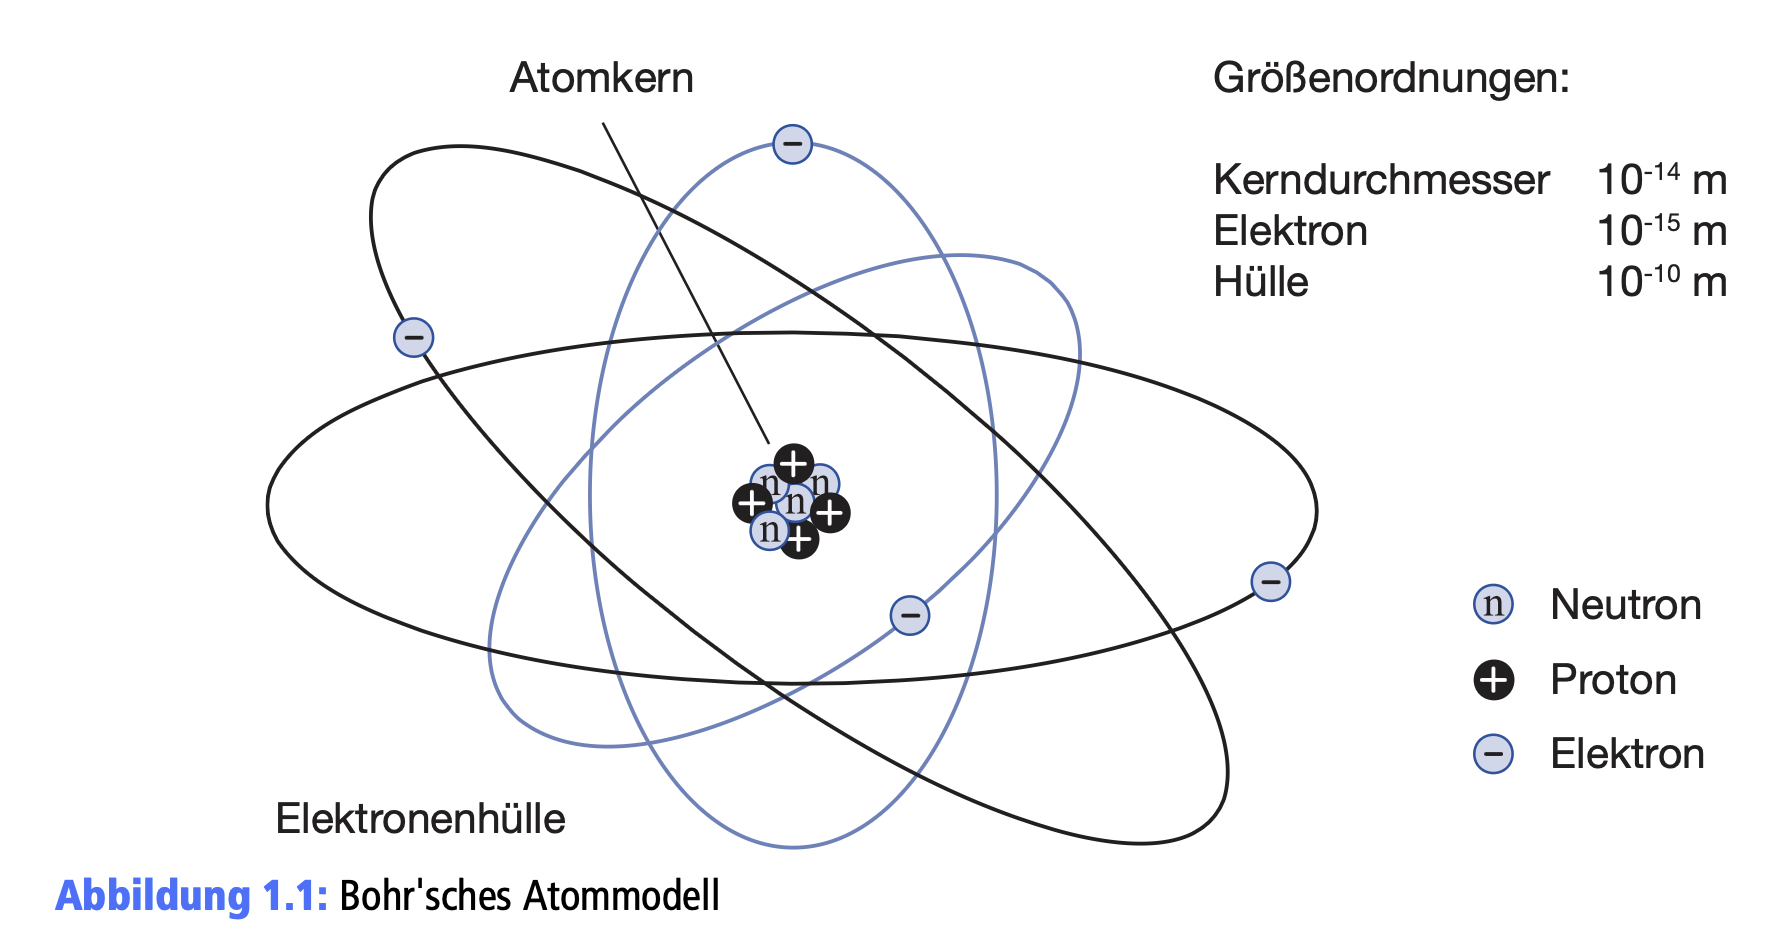 Atomkern
Größenordnungen:
Kerndurchmesser 10⁻¹⁴ m
Elektron 10⁻¹⁵ m
Hülle 10⁻¹⁰ m
−
−
+
n n
+ n +
n +
−
−
n Neutron
+ Proton
− Elektron
Elektronenhülle
Abbildung 1.1: Bohr'sches Atommodell